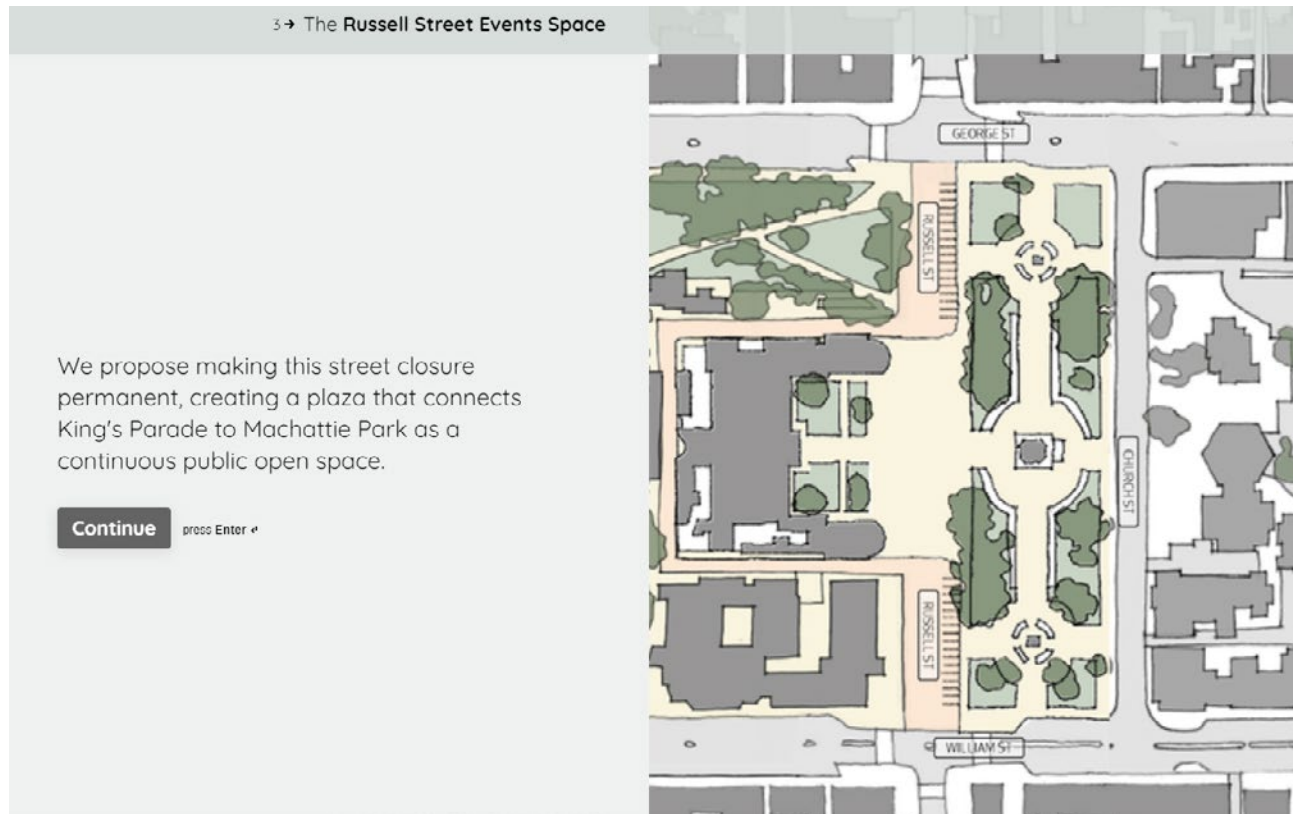 3→ The Russell Street Events Space
We propose making this street closure
permanent, creating a plaza that connects
King's Parade to Machattie Park as a
continuous public open space.
Continue press Enter ↵
GEORGE ST
RUSSELL ST
CHURCH ST
RUSSELL ST
WILLIAM ST